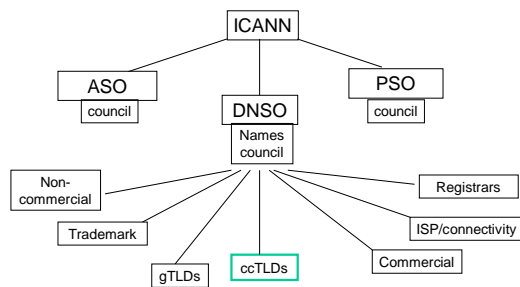 ICANN
ASO
council
DNSO
Names
council
PSO
council
Non-
commercial
Trademark
gTLDs
ccTLDs
Commercial
ISP/connectivity
Registrars